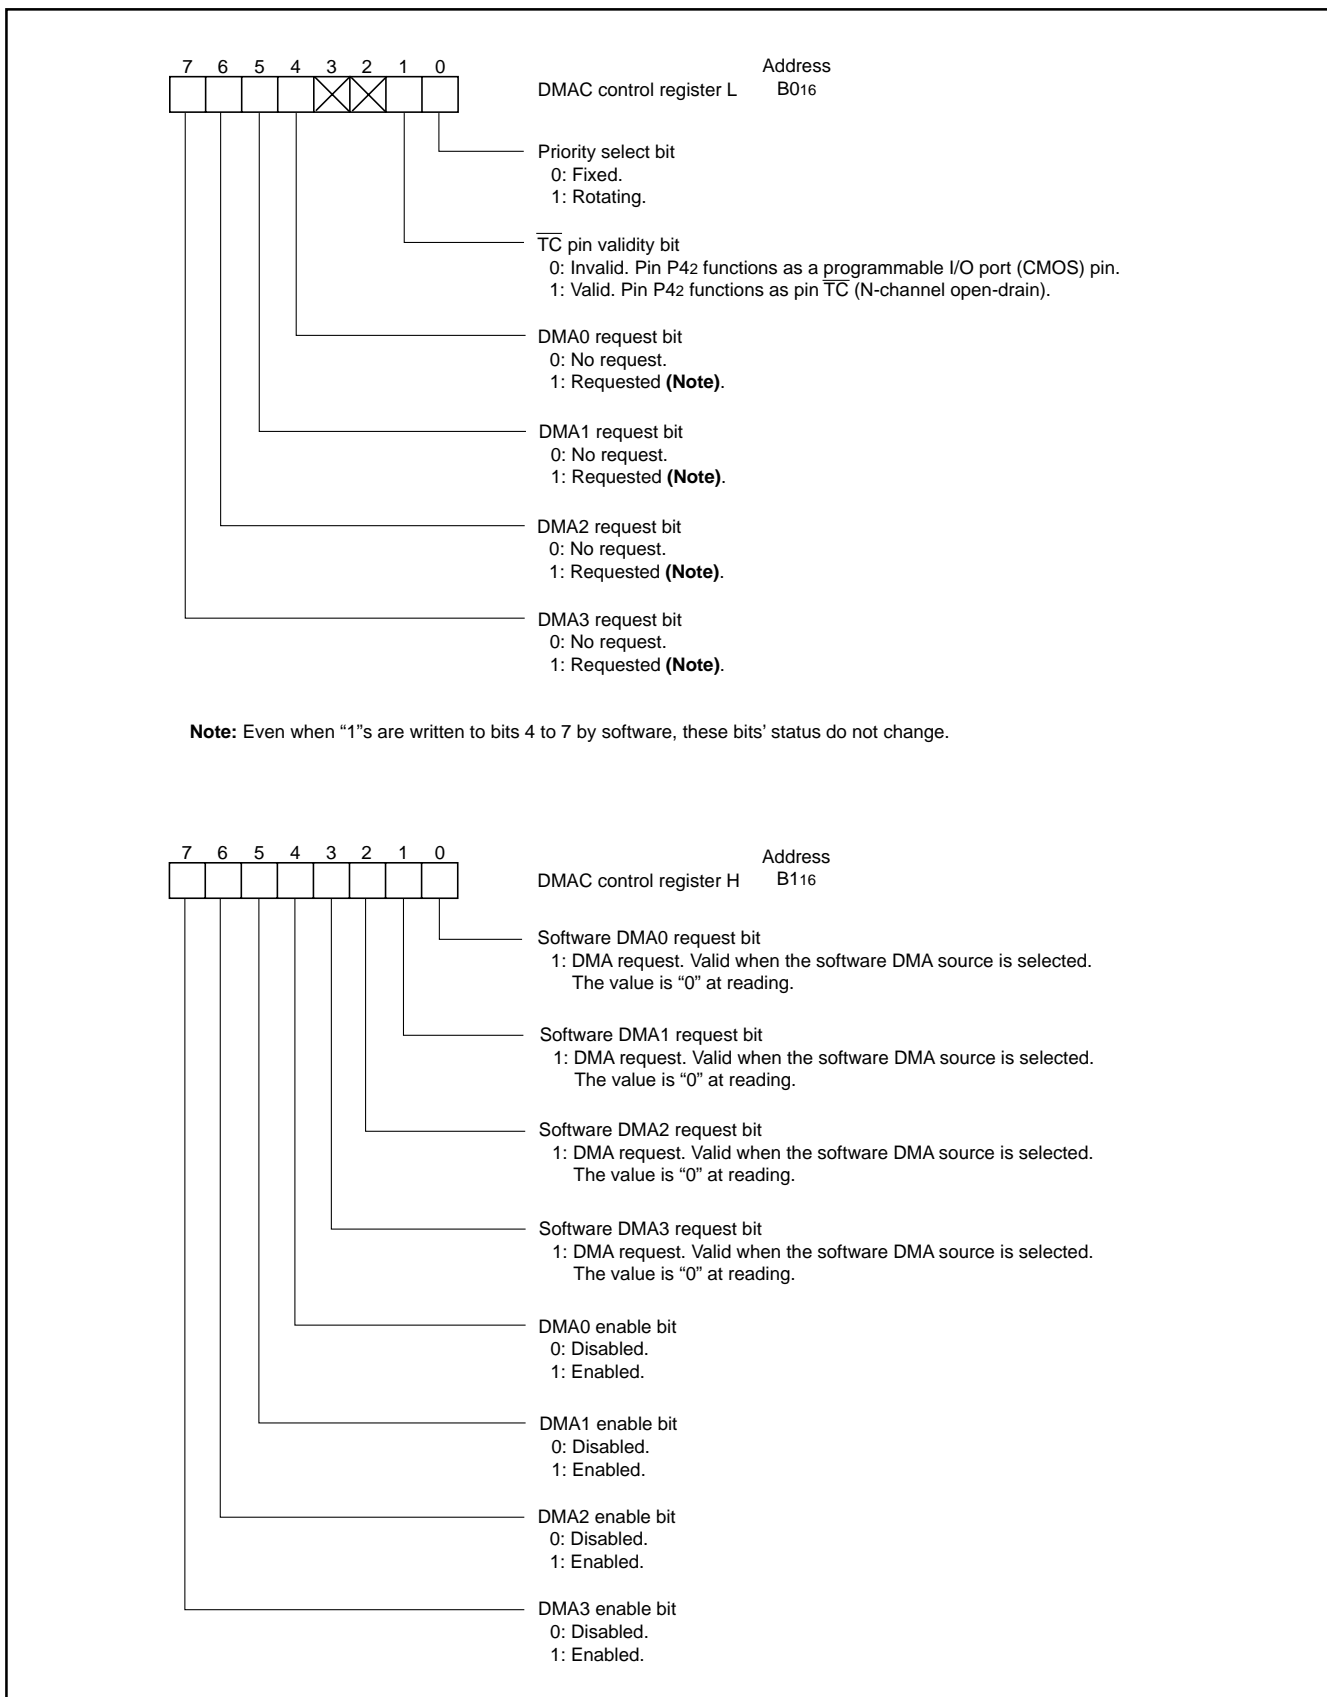 7 6 5 4 3 2 1 0
Address
DMAC control register L B016
Priority select bit
0: Fixed.
1: Rotating.
TC pin validity bit
0: Invalid. Pin P42 functions as a programmable I/O port (CMOS) pin.
1: Valid. Pin P42 functions as pin TC (N-channel open-drain).
DMA0 request bit
0: No request.
1: Requested (Note).
DMA1 request bit
0: No request.
1: Requested (Note).
DMA2 request bit
0: No request.
1: Requested (Note).
DMA3 request bit
0: No request.
1: Requested (Note).
Note: Even when “1”s are written to bits 4 to 7 by software, these bits’ status do not change.
7 6 5 4 3 2 1 0
Address
DMAC control register H B116
Software DMA0 request bit
1: DMA request. Valid when the software DMA source is selected.
The value is “0” at reading.
Software DMA1 request bit
1: DMA request. Valid when the software DMA source is selected.
The value is “0” at reading.
Software DMA2 request bit
1: DMA request. Valid when the software DMA source is selected.
The value is “0” at reading.
Software DMA3 request bit
1: DMA request. Valid when the software DMA source is selected.
The value is “0” at reading.
DMA0 enable bit
0: Disabled.
1: Enabled.
DMA1 enable bit
0: Disabled.
1: Enabled.
DMA2 enable bit
0: Disabled.
1: Enabled.
DMA3 enable bit
0: Disabled.
1: Enabled.